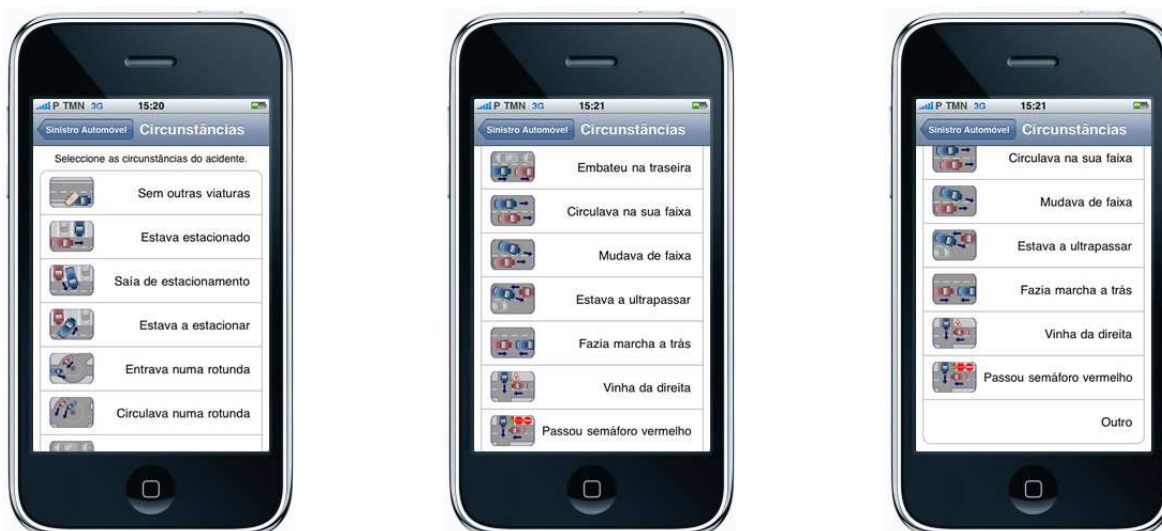 P TMN 3G 15:20
Sinistro Automóvel Circunstâncias
Seleccione as circunstâncias do acidente.
Sem outras viaturas
Estava estacionado
Saía de estacionamento
Estava a estacionar
Entrava numa rotunda
Circulava numa rotunda
P TMN 3G 15:21
Sinistro Automóvel Circunstâncias
Embateu na traseira
Circulava na sua faixa
Mudava de faixa
Estava a ultrapassar
Fazia marcha a trás
Vinha da direita
Passou semáforo vermelho
P TMN 3G 15:21
Sinistro Automóvel Circunstâncias
Circulava na sua faixa
Mudava de faixa
Estava a ultrapassar
Fazia marcha a trás
Vinha da direita
Passou semáforo vermelho
Outro